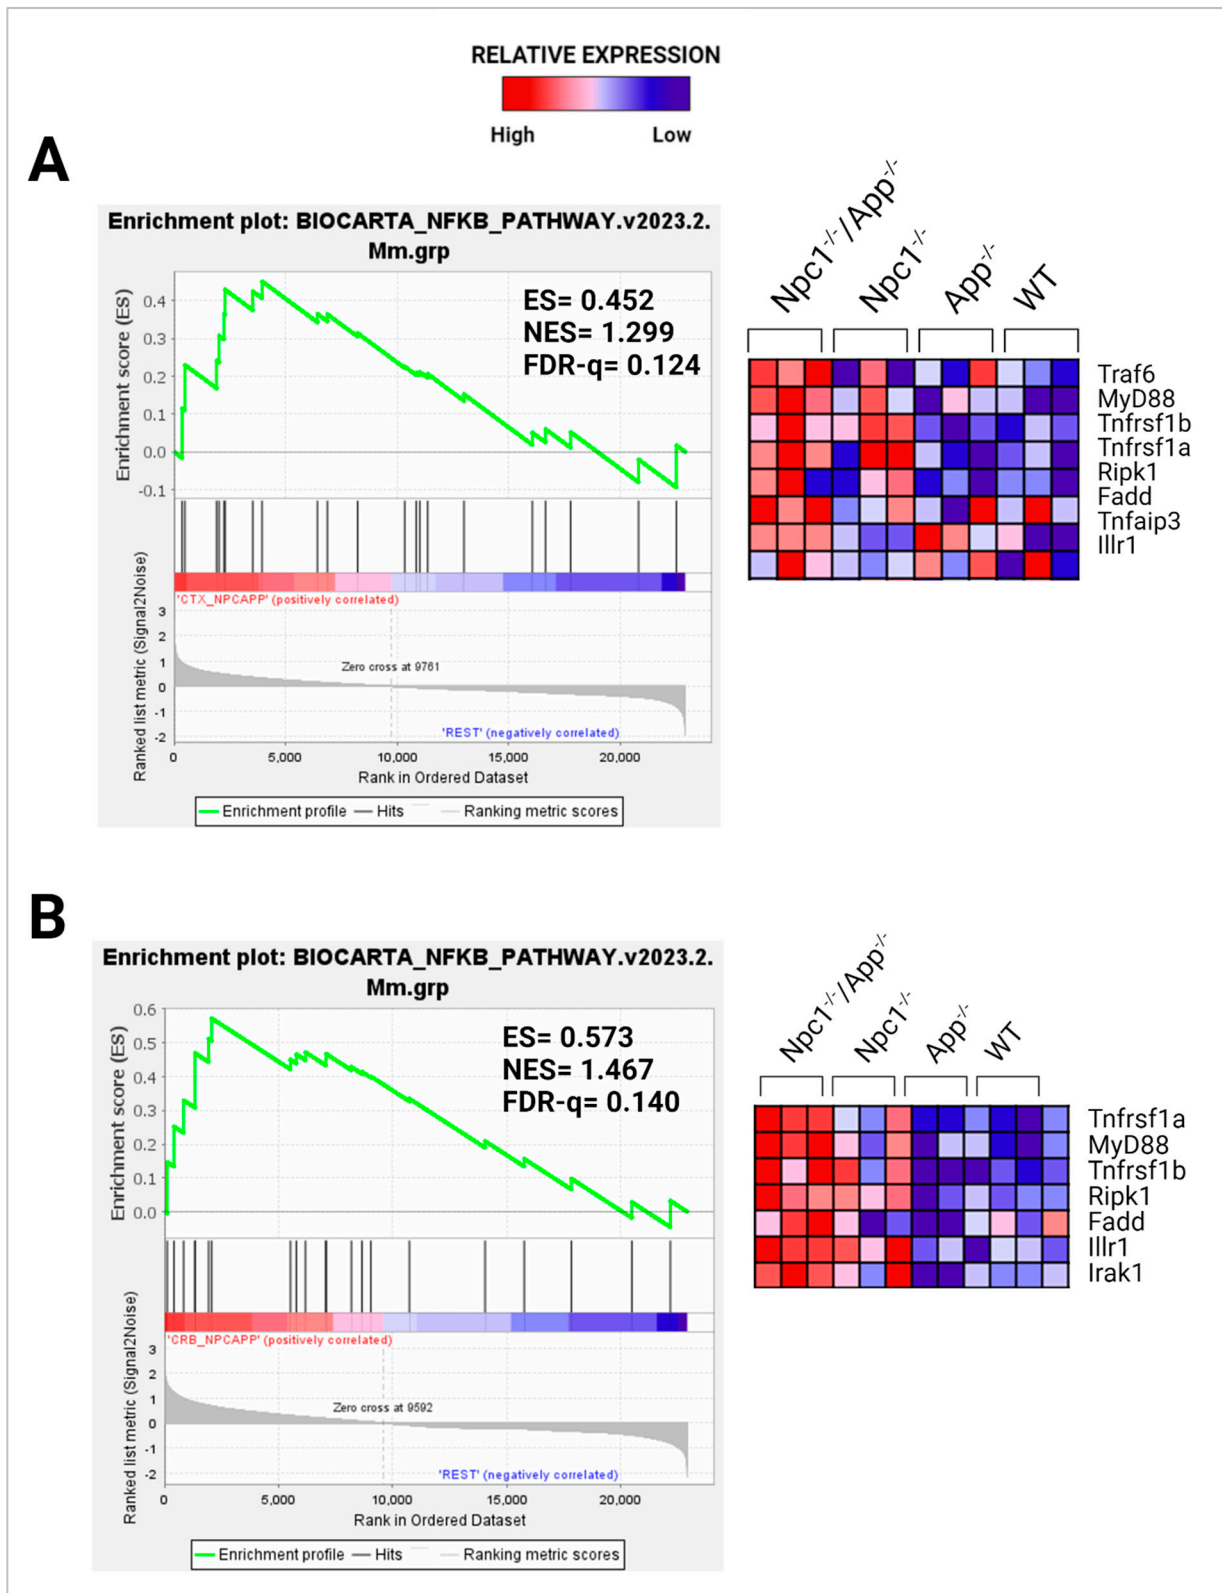 RELATIVE EXPRESSION
High Low
A
Enrichment plot: BIOCARTA_NFKB_PATHWAY.v2023.2.
Mm.grp
Enrichment score (ES)
0.4
0.3
0.2
0.1
0.0
-0.1
ES= 0.452
NES= 1.299
FDR-q= 0.124
'CTX_NPCAPP' (positively correlated)
Ranked list metric (Signal2Noise)
3
2
1
0
-1
-2
Zero cross at 9761
'REST' (negatively correlated)
0 5,000 10,000 15,000 20,000
Rank in Ordered Dataset
Enrichment profile Hits Ranking metric scores
Npc1-/-/App-/-
Npc1-/-
App-/-
WT
Traf6
MyD88
Tnfrsf1b
Tnfrsf1a
Ripk1
Fadd
Tnfaip3
Illr1
B
Enrichment plot: BIOCARTA_NFKB_PATHWAY.v2023.2.
Mm.grp
Enrichment score (ES)
0.6
0.5
0.4
0.3
0.2
0.1
0.0
ES= 0.573
NES= 1.467
FDR-q= 0.140
'CRB_NPCAPP' (positively correlated)
Ranked list metric (Signal2Noise)
3
2
1
0
-1
-2
Zero cross at 9592
'REST' (negatively correlated)
0 5,000 10,000 15,000 20,000
Rank in Ordered Dataset
Enrichment profile Hits Ranking metric scores
Npc1-/-/App-/-
Npc1-/-
App-/-
WT
Tnfrsf1a
MyD88
Tnfrsf1b
Ripk1
Fadd
Illr1
Irak1